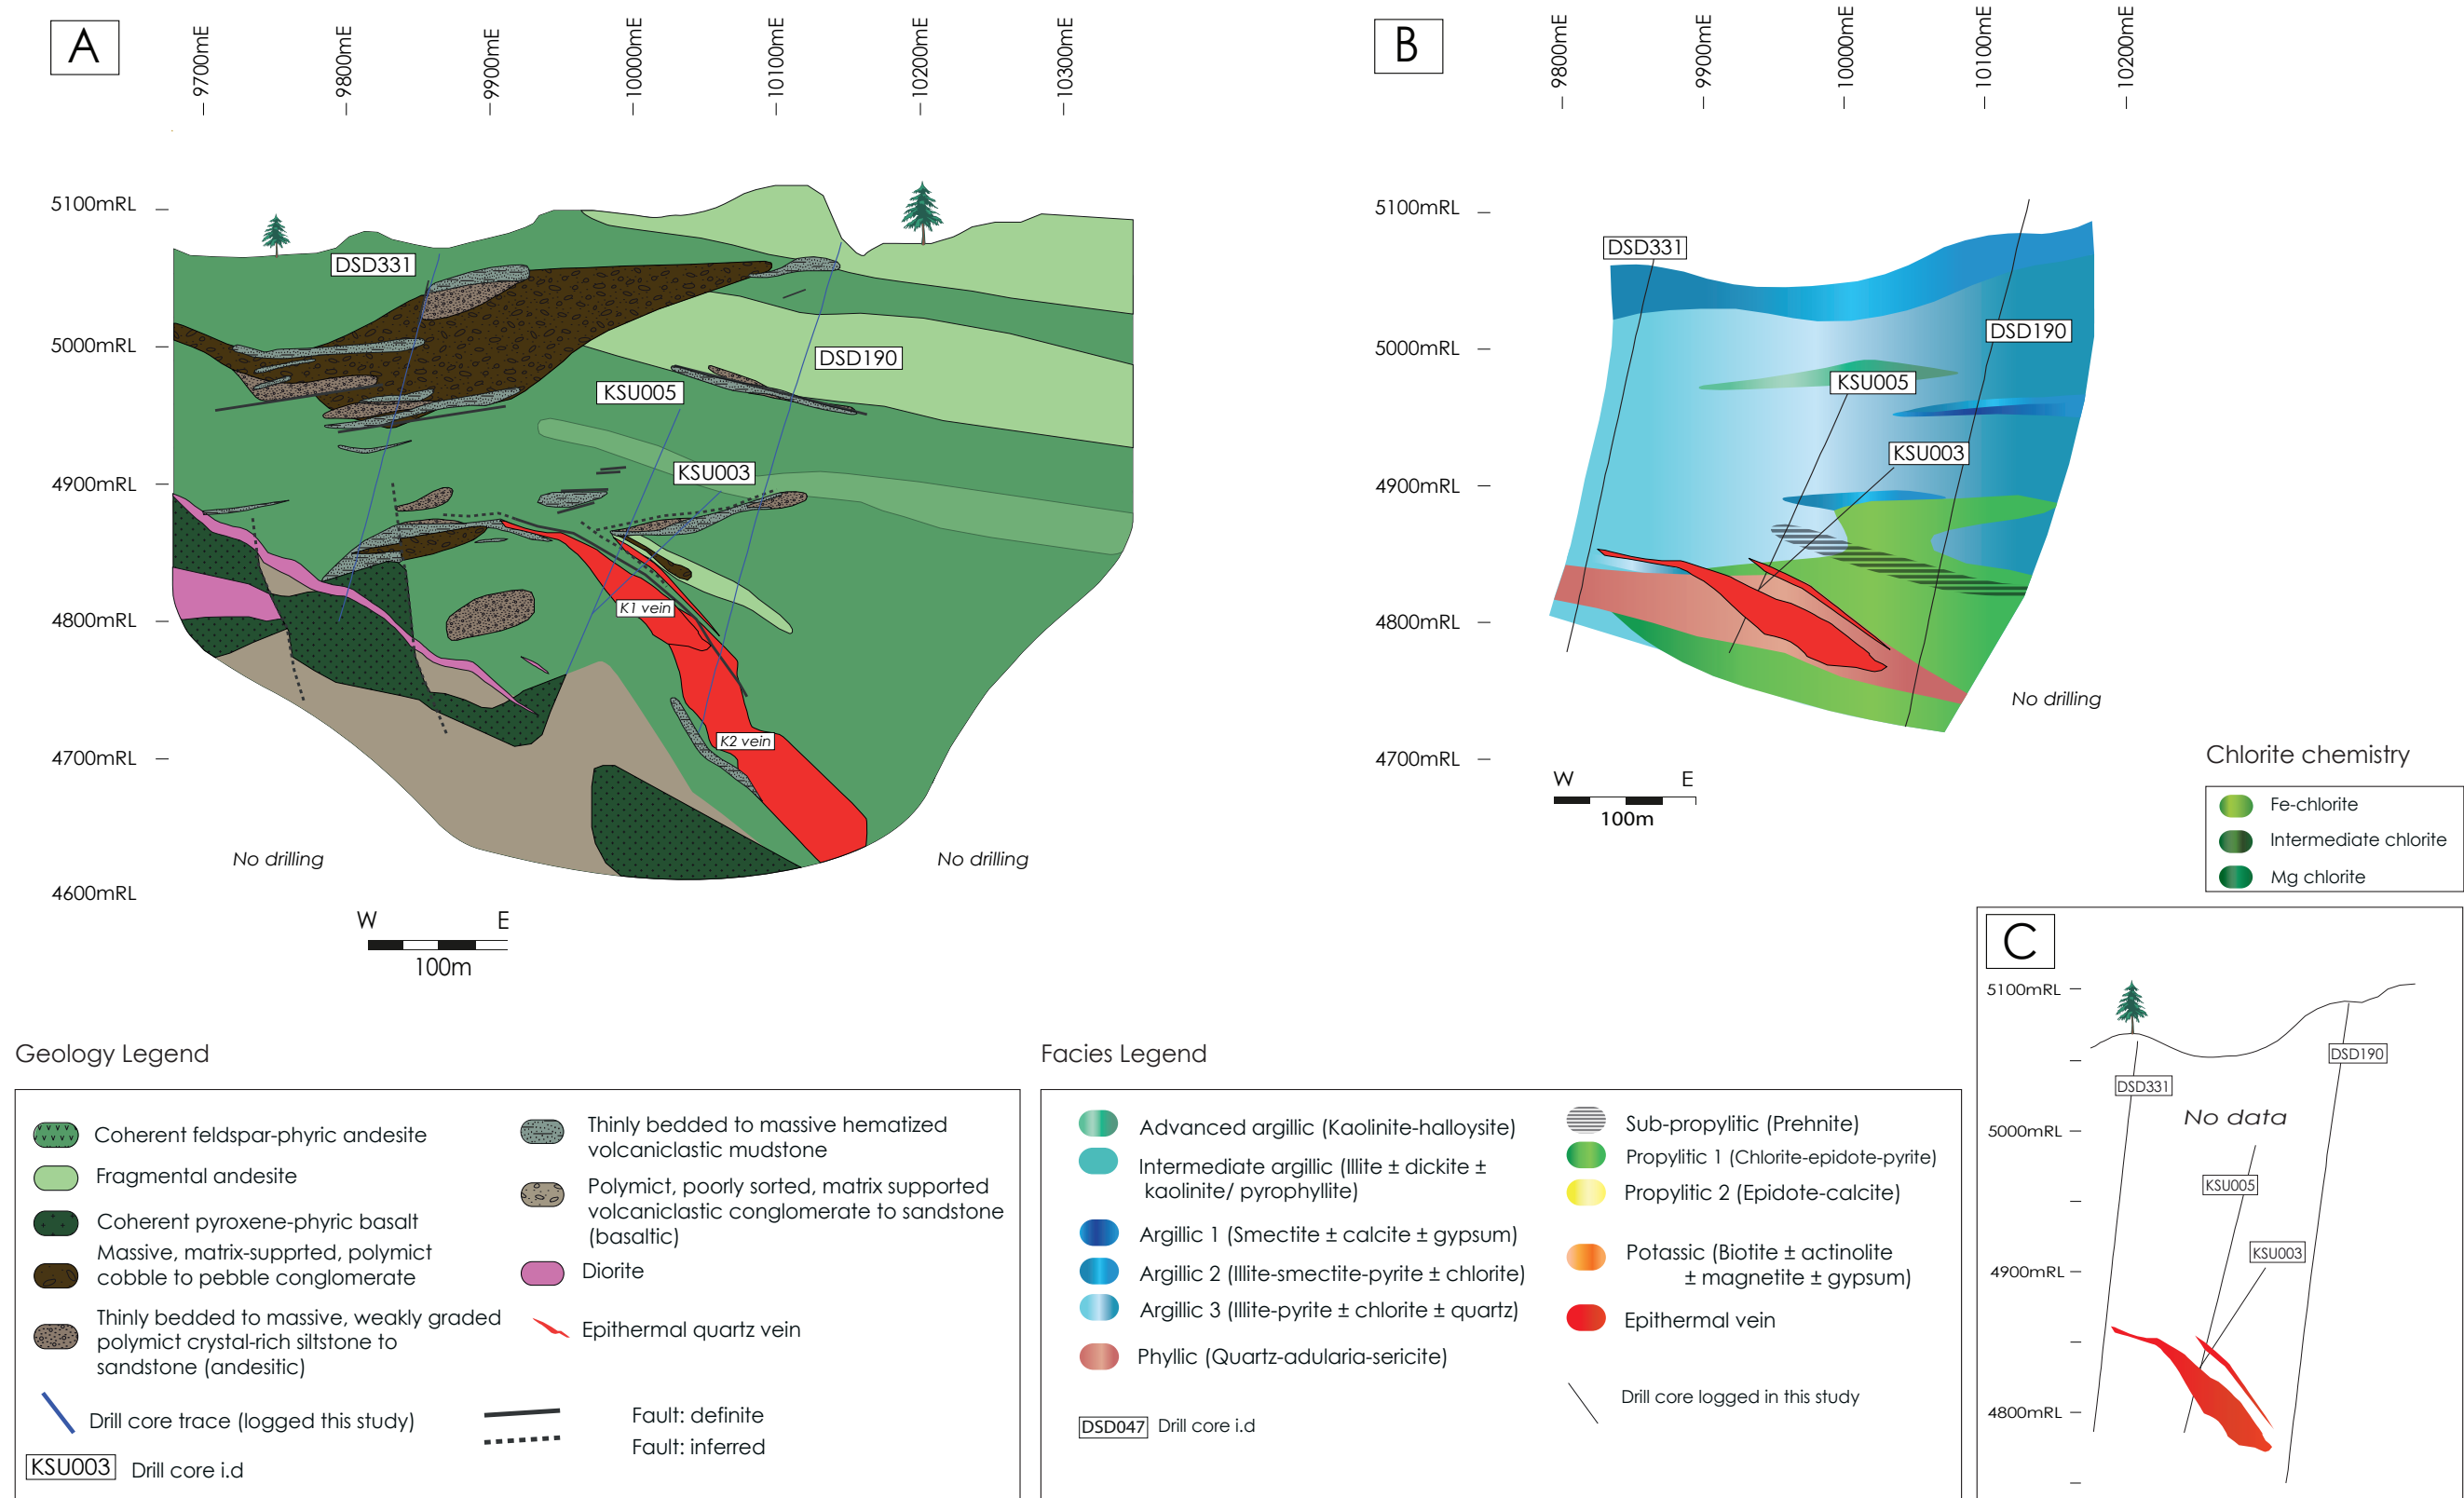 A
9700mE
9800mE
9900mE
10000mE
10100mE
10200mE
10300mE
5100mRL
5000mRL
4900mRL
4800mRL
4700mRL
4600mRL
DSD331
DSD190
KSU005
KSU003
K1 vein
K2 vein
No drilling
No drilling
W E
100m
B
9800mE
9900mE
10000mE
10100mE
10200mE
5100mRL
5000mRL
4900mRL
4800mRL
4700mRL
DSD331
DSD190
KSU005
KSU003
No drilling
W E
100m
Chlorite chemistry
Fe-chlorite
Intermediate chlorite
Mg chlorite
C
5100mRL
5000mRL
4900mRL
4800mRL
DSD190
DSD331
No data
KSU005
KSU003
Geology Legend
Coherent feldspar-phyric andesite
Fragmental andesite
Coherent pyroxene-phyric basalt
Massive, matrix-supprted, polymict
cobble to pebble conglomerate
Thinly bedded to massive, weakly graded
polymict crystal-rich siltstone to
sandstone (andesitic)
Drill core trace (logged this study)
KSU003 Drill core i.d
Thinly bedded to massive hematized
volcaniclastic mudstone
Polymict, poorly sorted, matrix supported
volcaniclastic conglomerate to sandstone
(basaltic)
Diorite
Epithermal quartz vein
Fault: definite
Fault: inferred
Facies Legend
Advanced argillic (Kaolinite-halloysite)
Intermediate argillic (Illite ± dickite ±
kaolinite/ pyrophyllite)
Argillic 1 (Smectite ± calcite ± gypsum)
Argillic 2 (Illite-smectite-pyrite ± chlorite)
Argillic 3 (Illite-pyrite ± chlorite ± quartz)
Phyllic (Quartz-adularia-sericite)
DSD047 Drill core i.d
Sub-propylitic (Prehnite)
Propylitic 1 (Chlorite-epidote-pyrite)
Propylitic 2 (Epidote-calcite)
Potassic (Biotite ± actinolite
± magnetite ± gypsum)
Epithermal vein
Drill core logged in this study